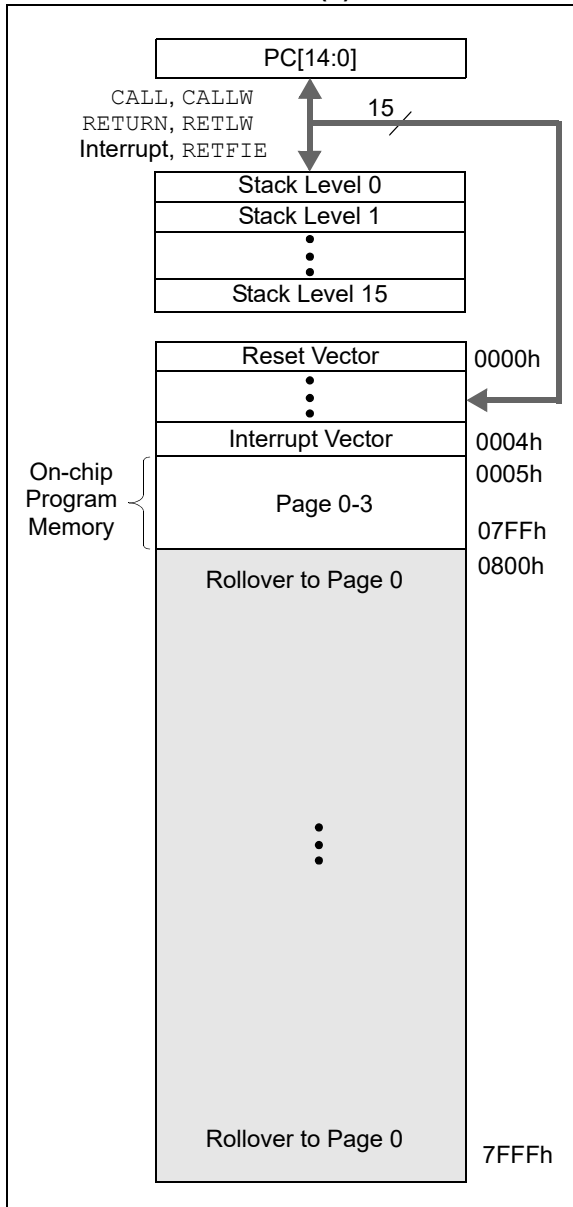 PC[14:0]
CALL, CALLW
15
RETURN, RETLW
Interrupt, RETFIE
Stack Level 0
Stack Level 1
Stack Level 15
Reset Vector
0000h
Interrupt Vector
0004h
On-chip
Program
Memory
0005h
Page 0-3
07FFh
Rollover to Page 0
0800h
Rollover to Page 0
7FFFh